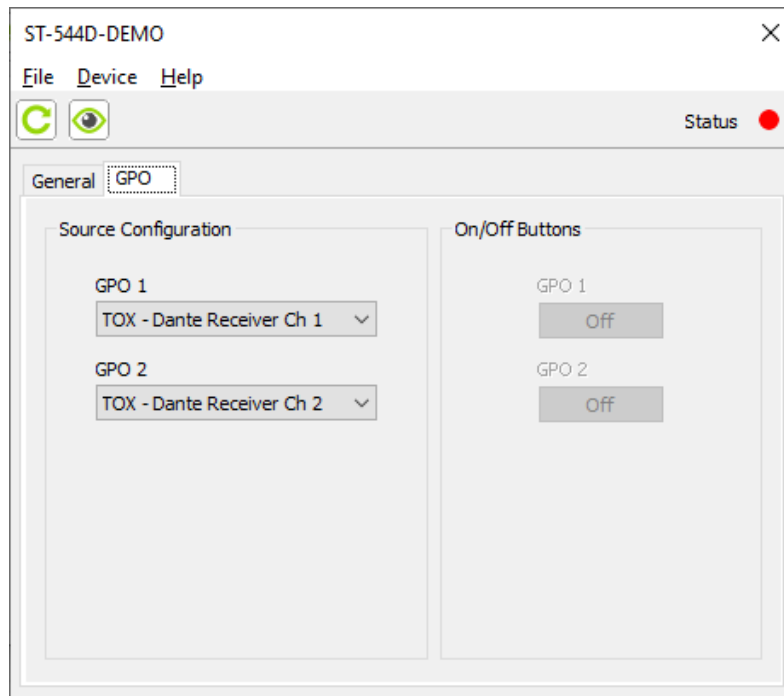 ST-544D-DEMO
File Device Help
Status
General GPO
Source Configuration
GPO 1
TOX - Dante Receiver Ch 1
GPO 2
TOX - Dante Receiver Ch 2
On/Off Buttons
GPO 1
Off
GPO 2
Off